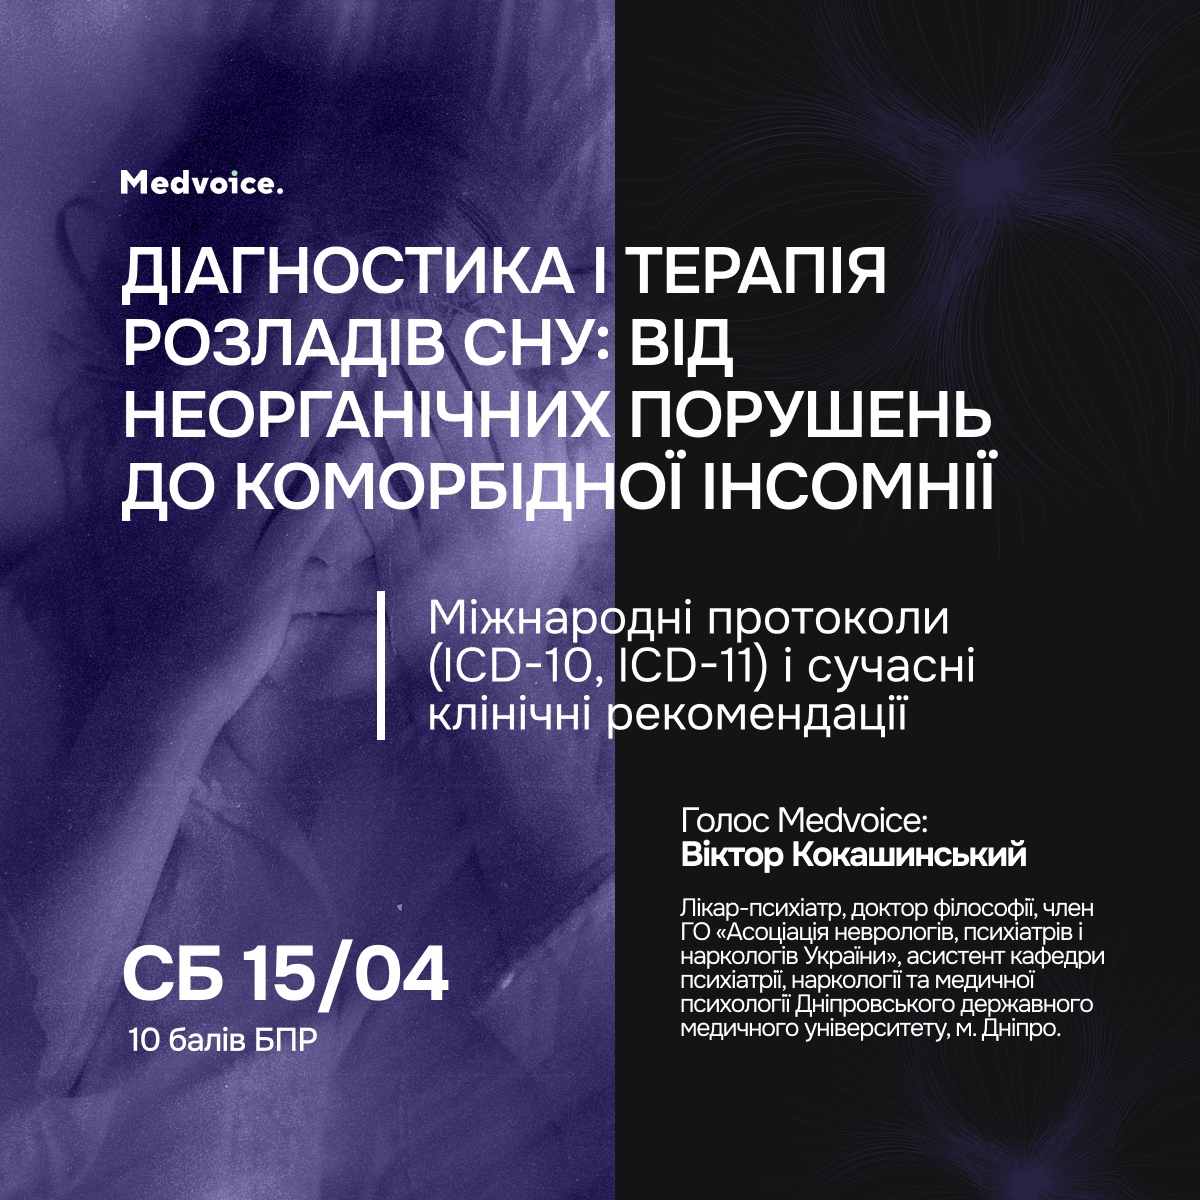 Medvoice.
ДІАГНОСТИКА І ТЕРАПІЯ
РОЗЛАДІВ СНУ: ВІД
НЕОРГАНІЧНИХ ПОРУШЕНЬ
ДО КОМОРБІДНОЇ ІНСОМНІЇ
Міжнародні протоколи
(ICD-10, ICD-11) і сучасні
клінічні рекомендації
Голос Medvoice:
Віктор Кокашинський
Лікар-психіатр, доктор філософії, член
ГО «Асоціація неврологів, психіатрів і
наркологів України», асистент кафедри
психіатрії, наркології та медичної
психології Дніпровського державного
медичного університету, м. Дніпро.
СБ 15/04
10 балів БПР